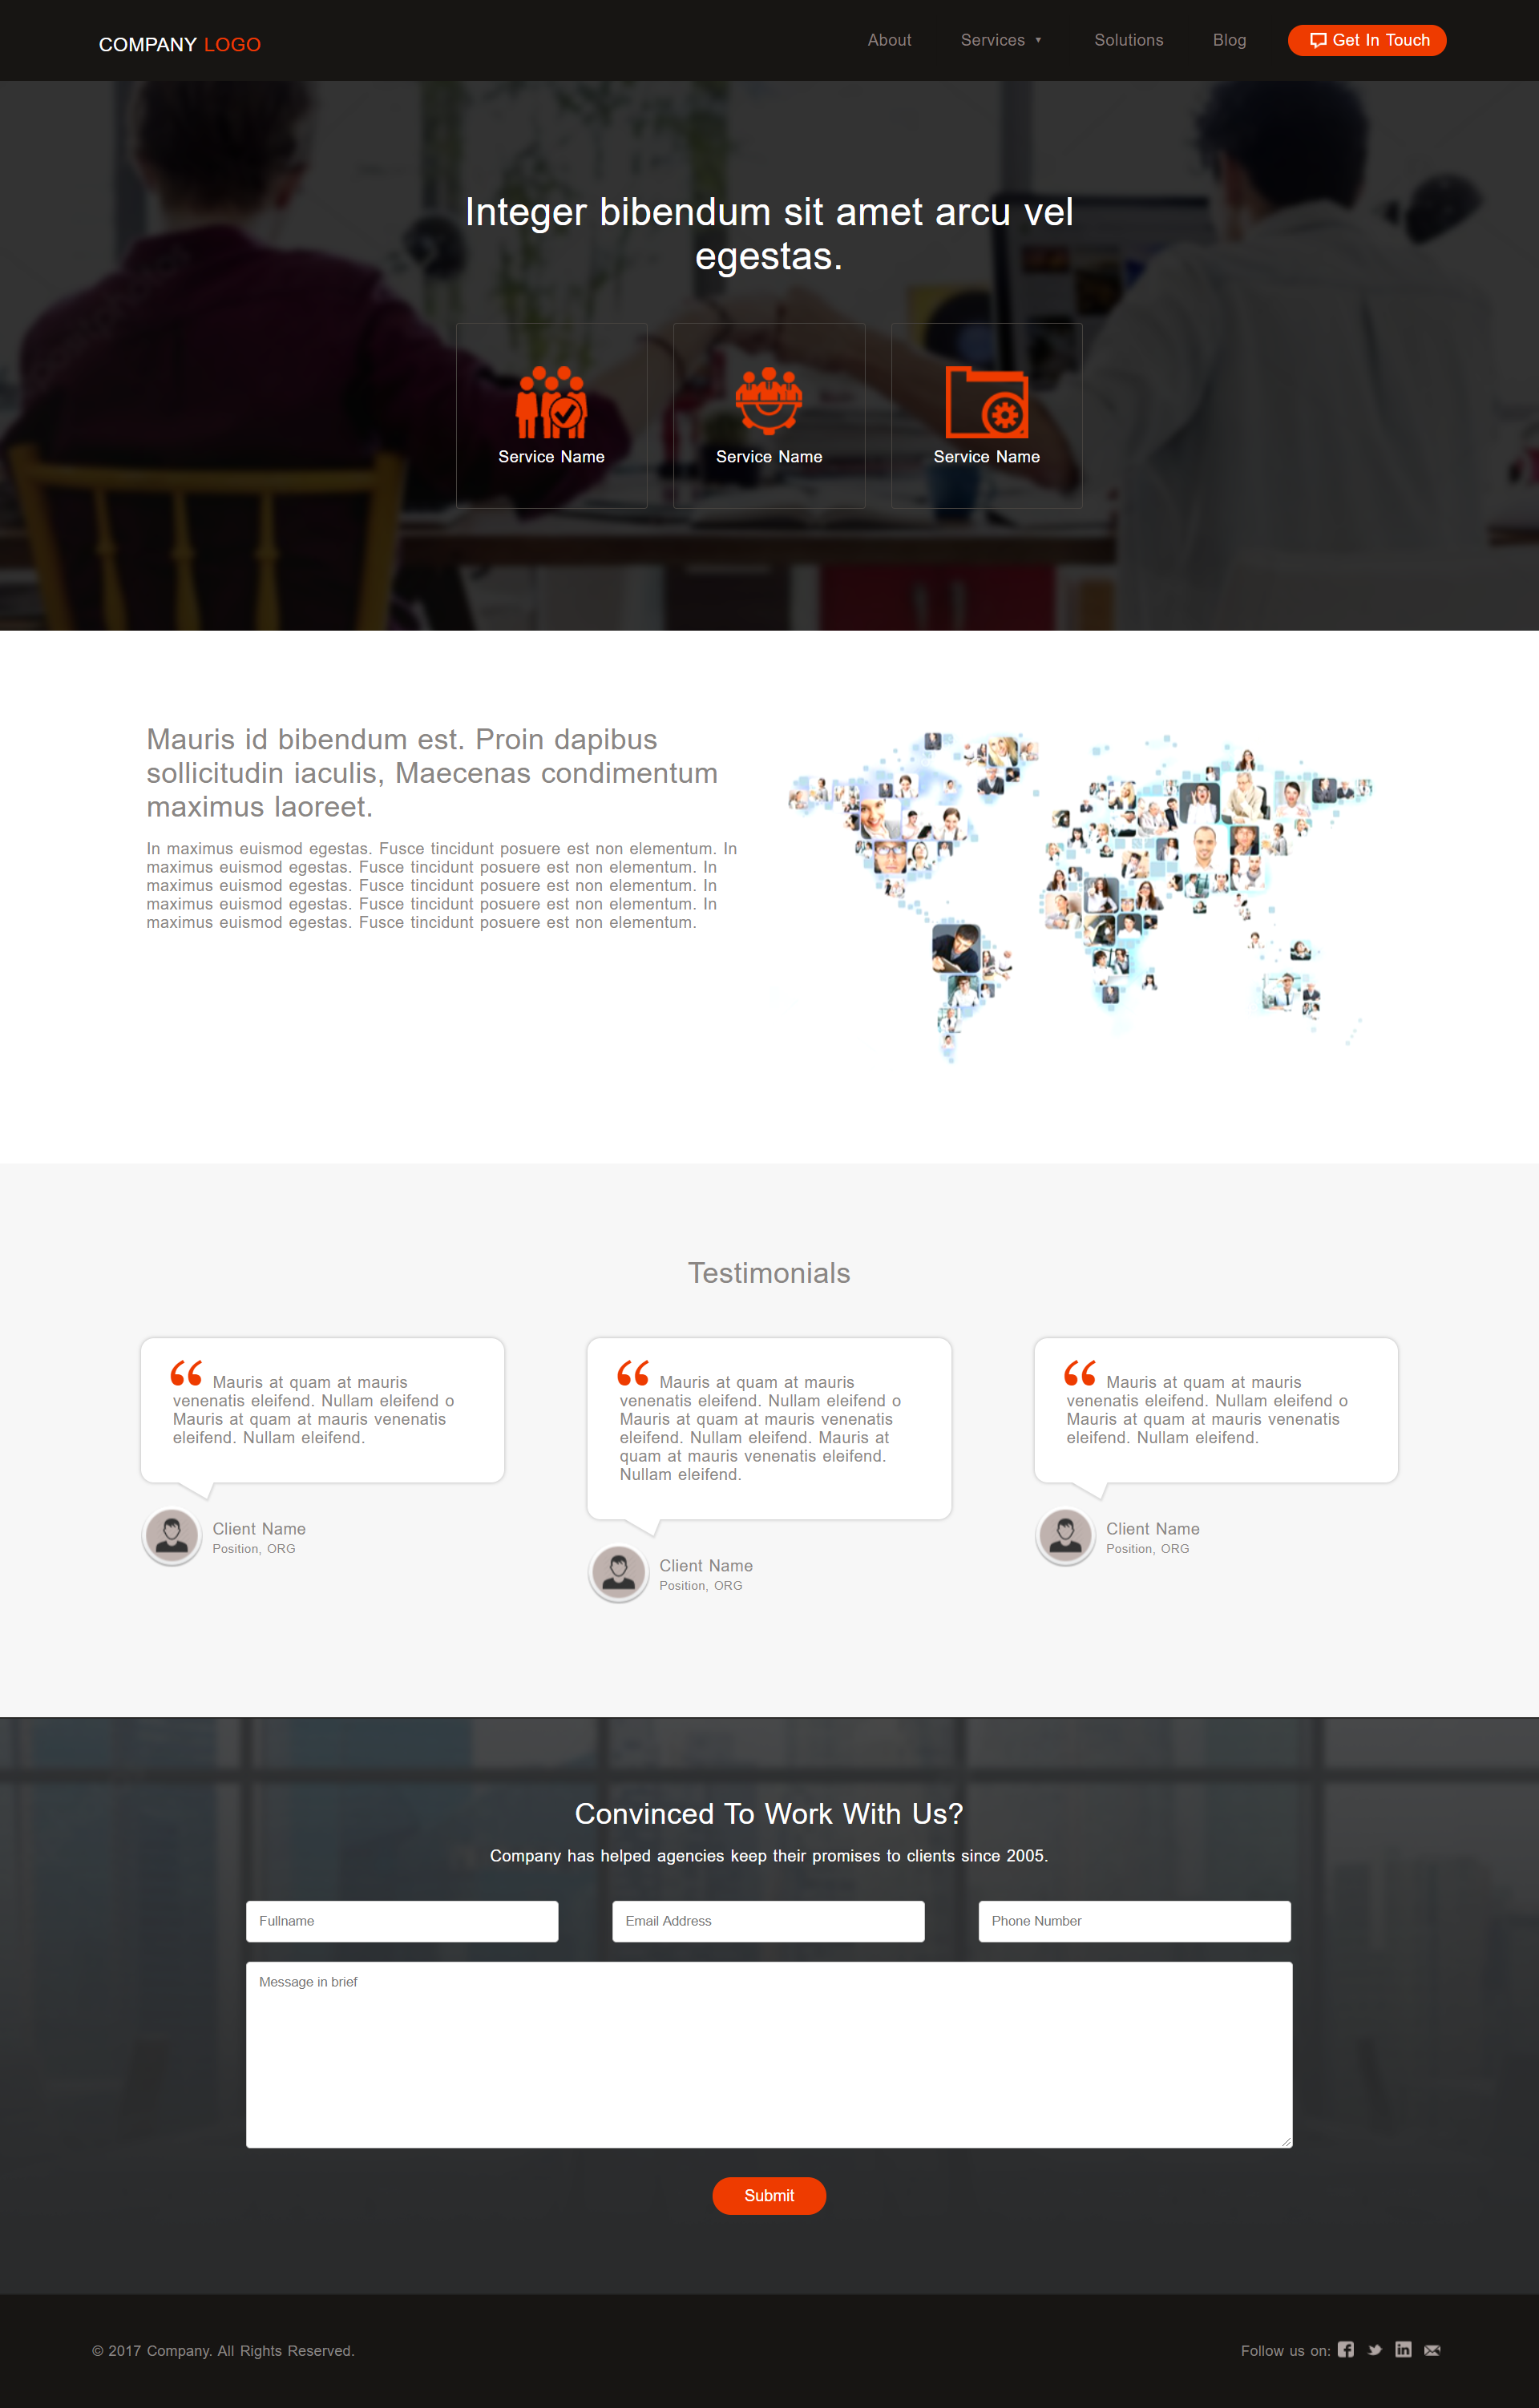 COMPANY LOGO
About Services ▾ Solutions Blog Get In Touch
Integer bibendum sit amet arcu vel
egestas.
Service Name Service Name Service Name
Mauris id bibendum est. Proin dapibus
sollicitudin iaculis, Maecenas condimentum
maximus laoreet.
In maximus euismod egestas. Fusce tincidunt posuere est non elementum. In
maximus euismod egestas. Fusce tincidunt posuere est non elementum. In
maximus euismod egestas. Fusce tincidunt posuere est non elementum. In
maximus euismod egestas. Fusce tincidunt posuere est non elementum. In
maximus euismod egestas. Fusce tincidunt posuere est non elementum.
Testimonials
“ Mauris at quam at mauris
venenatis eleifend. Nullam eleifend o
Mauris at quam at mauris venenatis
eleifend. Nullam eleifend.
Client Name
Position, ORG
“ Mauris at quam at mauris
venenatis eleifend. Nullam eleifend o
Mauris at quam at mauris venenatis
eleifend. Nullam eleifend. Mauris at
quam at mauris venenatis eleifend.
Nullam eleifend.
Client Name
Position, ORG
“ Mauris at quam at mauris
venenatis eleifend. Nullam eleifend o
Mauris at quam at mauris venenatis
eleifend. Nullam eleifend.
Client Name
Position, ORG
Convinced To Work With Us?
Company has helped agencies keep their promises to clients since 2005.
Fullname Email Address Phone Number
Message in brief
Submit
© 2017 Company. All Rights Reserved.
Follow us on: